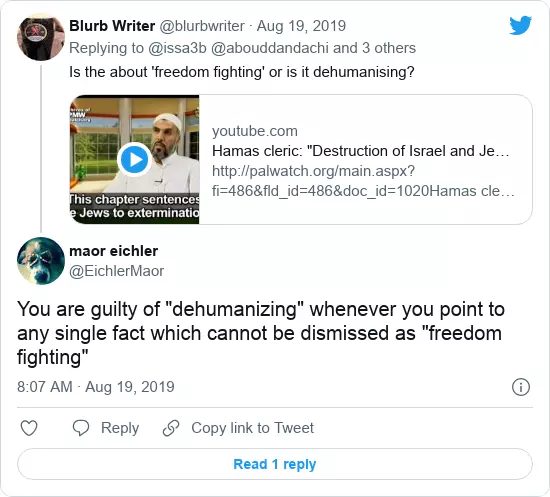 Blurb Writer @blurbwriter · Aug 19, 2019
Replying to @issa3b @abouddandachi and 3 others
Is the about 'freedom fighting' or is it dehumanising?
PMW
This chapter sentences
e Jews to exterminatio
youtube.com
Hamas cleric: "Destruction of Israel and Je…
http://palwatch.org/main.aspx?
fi=486&fld_id=486&doc_id=1020Hamas cle…
maor eichler
@EichlerMaor
You are guilty of "dehumanizing" whenever you point to
any single fact which cannot be dismissed as "freedom
fighting"
8:07 AM · Aug 19, 2019
Reply
Copy link to Tweet
Read 1 reply